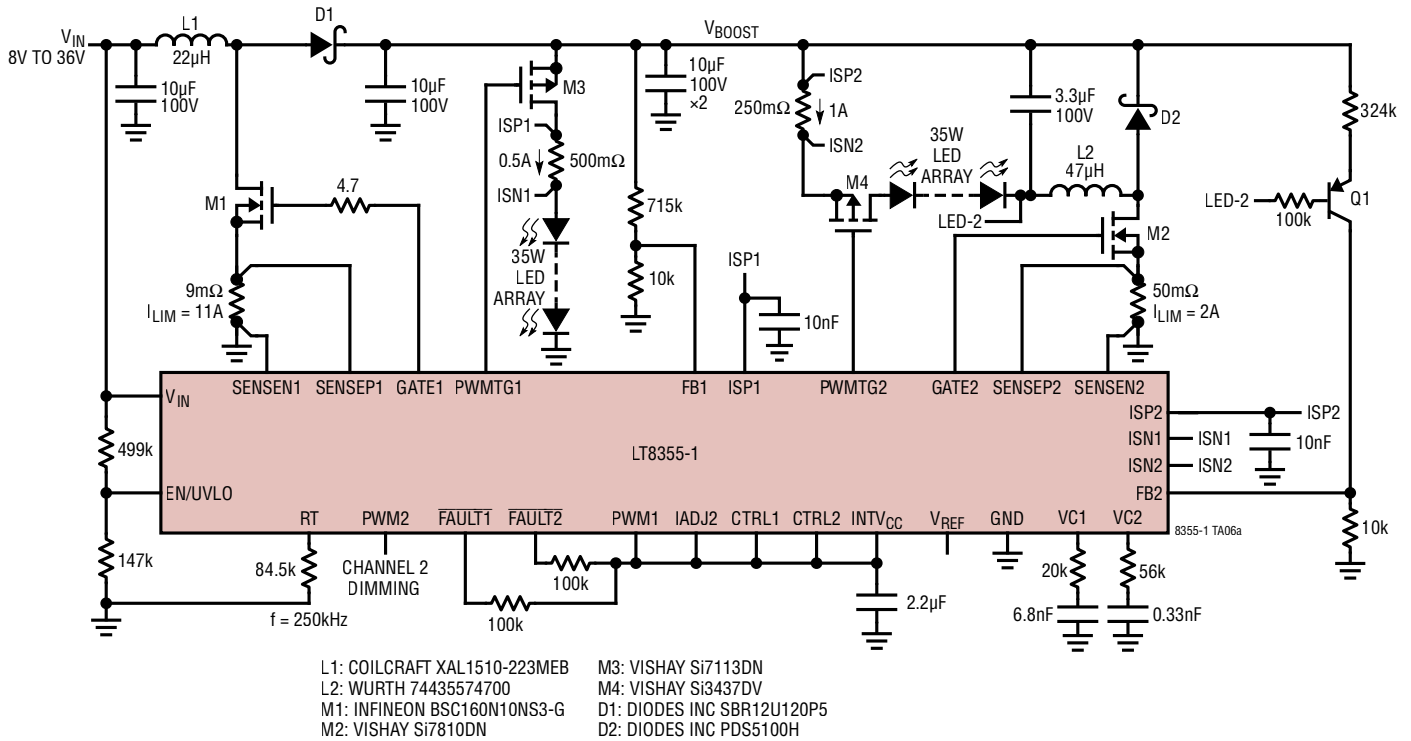 D1
L1
VIN
8V TO 36V
22µH
VBOOST
10µF
100V
10µF
100V
M3
10µF
100V
×2
ISP2
250mΩ
1A
ISN2
3.3µF
100V
D2
324k
ISP1
0.5A
500mΩ
ISN1
35W
LED
ARRAY
L2
47µH
M4
LED-2
LED-2
100k
Q1
M1
4.7
715k
M2
35W
LED
ARRAY
10k
ISP1
10nF
9mΩ
ILIM = 11A
50mΩ
ILIM = 2A
SENSEN1
SENSEP1
GATE1
PWMTG1
FB1
ISP1
PWMTG2
GATE2
SENSEP2
SENSEN2
VIN
ISP2
ISP2
499k
ISN1
ISN1
10nF
LT8355-1
ISN2
ISN2
EN/UVLO
FB2
RT
PWM2
FAULT1
FAULT2
PWM1
IADJ2
CTRL1
CTRL2
INTVCC
VREF
GND
VC1
VC2
8355-1 TA06a
10k
147k
84.5k
CHANNEL 2
DIMMING
100k
20k
56k
f = 250kHz
100k
2.2µF
6.8nF
0.33nF
L1: COILCRAFT XAL1510-223MEB
L2: WURTH 74435574700
M1: INFINEON BSC160N10NS3-G
M2: VISHAY Si7810DN
M3: VISHAY Si7113DN
M4: VISHAY Si3437DV
D1: DIODES INC SBR12U120P5
D2: DIODES INC PDS5100H